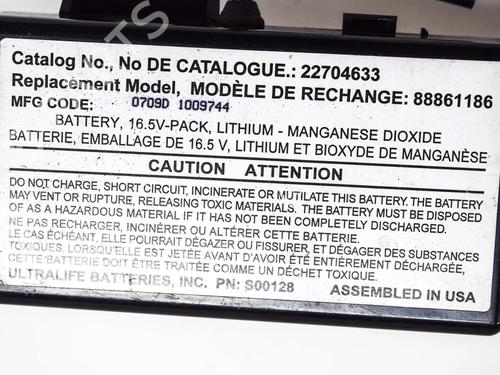 Catalog No., No DE CATALOGUE.: 22704633
Replacement Model, MODÈLE DE RECHANGE: 88861186
MFG CODE: 0709D 1009744
BATTERY, 16.5V-PACK, LITHIUM - MANGANESE DIOXIDE
BATTERIE, EMBALLAGE DE 16.5 V, LITHIUM ET BIOXYDE DE MANGANÈSE
CAUTION ATTENTION
DO NOT CHARGE, SHORT CIRCUIT, INCINERATE OR MUTILATE THIS BATTERY. THE BATTERY
MAY VENT OR RUPTURE, RELEASING TOXIC MATERIALS. THE BATTERY MUST BE DISPOSED
OF AS A HAZARDOUS MATERIAL IF IT HAS NOT BEEN COMPLETELY DISCHARGED.
NE PAS RECHARGER, INCINÉRER OU ALTÉRER CETTE BATTERIE.
LE CAS ÉCHÉANT, ELLE POURRAIT DÉGAZER OU FISSURER, ET DÉGAGER DES SUBSTANCES
TOXIQUES LORSQU'ELLE EST JETÉE AVANT D'AVOIR ÉTÉ ENTIÈREMENT DÉCHARGÉE,
CETTE BATTERIE DOIT ÊTRE TRAITÉE COMME UN DÉCHET TOXIQUE.
ULTRALIFE BATTERIES, INC. PN: S00128 ASSEMBLED IN USA